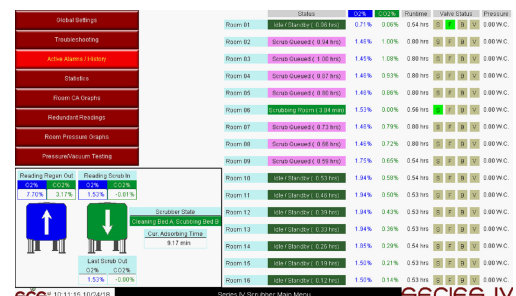 Status O2% CO2% Runtime Valve Status Pressure
Global Settings
Troubleshooting
Active Alarms / History
Statistics
Room CA Graphs
Redundant Readings
Room Pressure Graphs
Pressure/Vacuum Testing
Room 01 Idle / Standby ( 0.06 hrs) 0.71% 0.06% 0.54 hrs S F B V 0.00 W.C.
Room 02 Scrub Queued ( 0.94 hrs) 1.46% 1.00% 0.80 hrs S F B V 0.00 W.C.
Room 03 Scrub Queued ( 1.00 hrs) 1.45% 1.08% 0.80 hrs S F B V 0.00 W.C.
Room 04 Scrub Queued ( 0.87 hrs) 1.46% 0.93% 0.80 hrs S F B V 0.00 W.C.
Room 05 Scrub Queued ( 0.80 hrs) 1.46% 0.86% 0.80 hrs S F B V 0.00 W.C.
Room 06 Scrubbing Room ( 3.04 min) 1.53% 0.00% 0.56 hrs S F B V 0.00 W.C.
Room 07 Scrub Queued ( 0.73 hrs) 1.46% 0.79% 0.80 hrs S F B V 0.00 W.C.
Room 08 Scrub Queued ( 0.66 hrs) 1.46% 0.72% 0.80 hrs S F B V 0.00 W.C.
Room 09 Scrub Queued ( 0.59 hrs) 1.75% 0.65% 0.54 hrs S F B V 0.00 W.C.
Room 10 Idle / Standby ( 0.53 hrs) 1.94% 0.58% 0.53 hrs S F B V 0.00 W.C.
Room 11 Idle / Standby ( 0.46 hrs) 1.94% 0.50% 0.53 hrs S F B V 0.00 W.C.
Room 12 Idle / Standby ( 0.39 hrs) 1.94% 0.43% 0.53 hrs S F B V 0.00 W.C.
Room 13 Idle / Standby ( 0.33 hrs) 1.94% 0.36% 0.53 hrs S F B V 0.00 W.C.
Room 14 Idle / Standby ( 0.26 hrs) 1.95% 0.29% 0.54 hrs S F B V 0.00 W.C.
Room 15 Idle / Standby ( 0.19 hrs) 1.50% 0.21% 0.53 hrs S F B V 0.00 W.C.
Room 16 Idle / Standby ( 0.12 hrs) 1.50% 0.14% 0.53 hrs S F B V 0.00 W.C.
Reading Regen Out Reading Scrub In
O2% CO2% O2% CO2%
7.70% 3.17% 1.53% -0.01%
Scrubber State
Cleaning Bed A, Scrubbing Bed B
Cur. Adsorbing Time
9.17 min
Last Scrub Out
O2% CO2%
1.53% -0.00%
10:11:15 10/24/18 Series IV Scrubber Main Menu SERIES IV